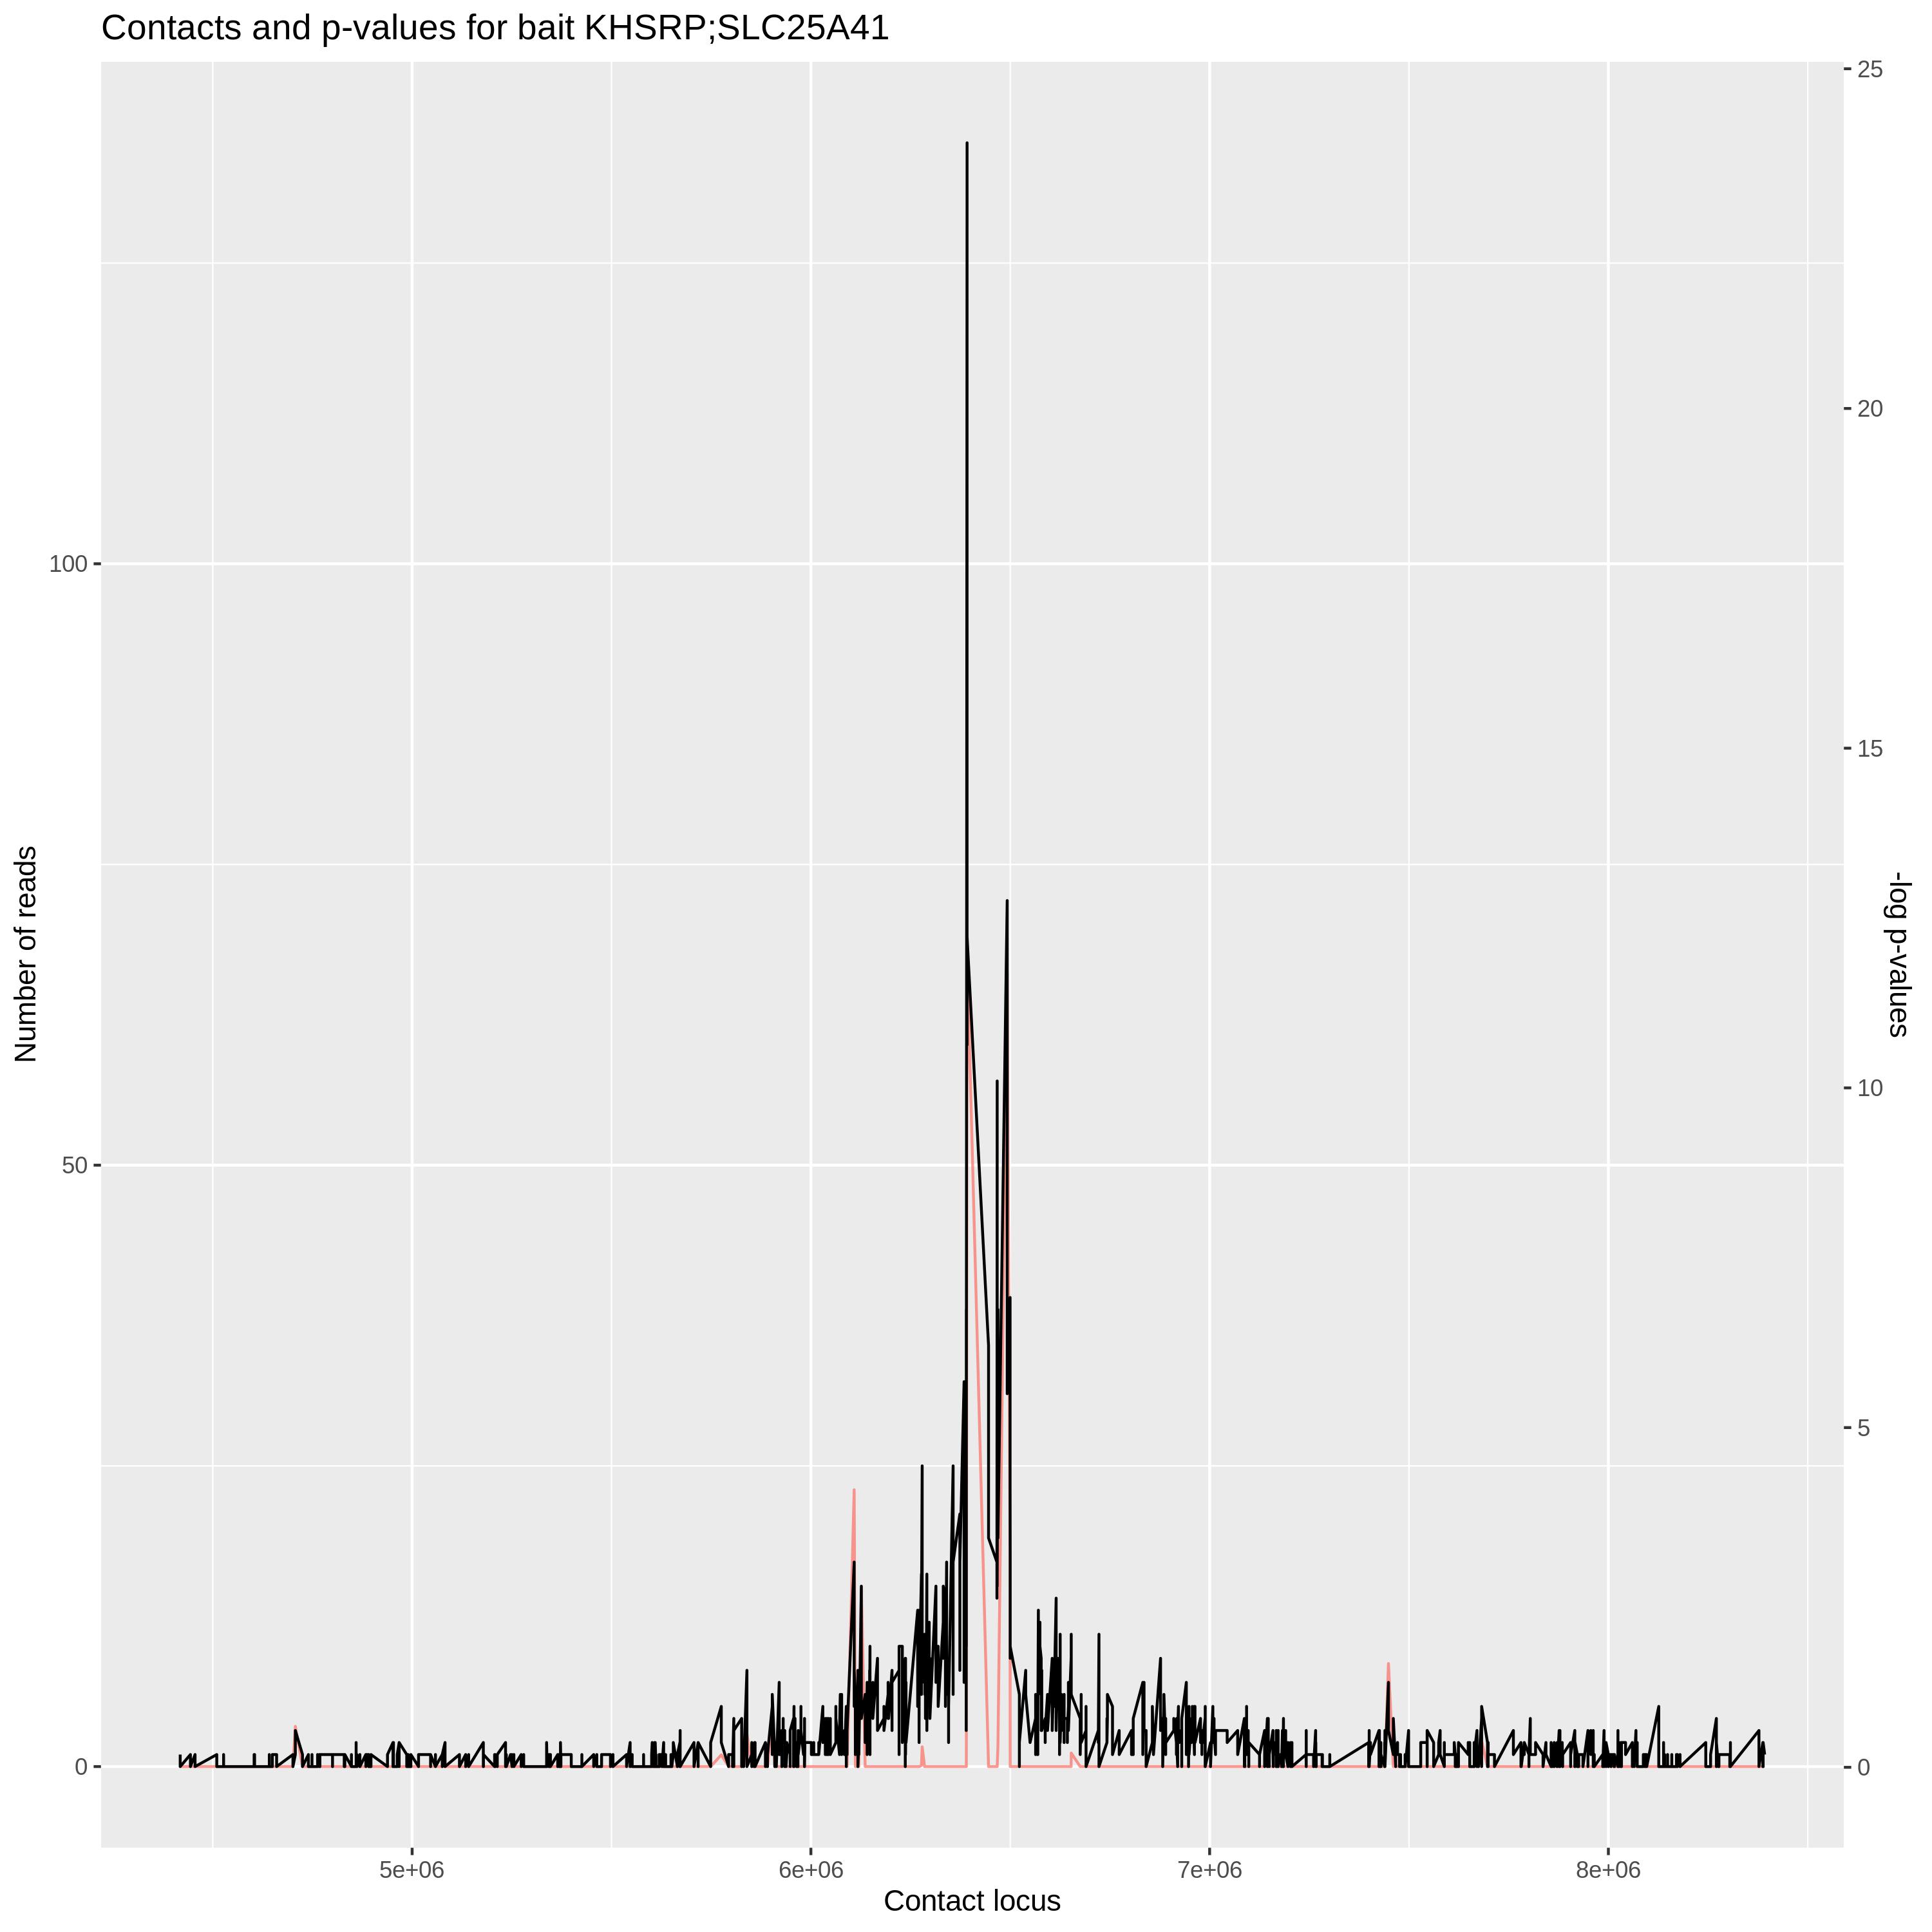 Contacts and p-values for bait KHSRP;SLC25A41
Number of reads
100
50
0
25
20
15
10
5
0
-log p-values
5e+06
6e+06
7e+06
8e+06
Contact locus